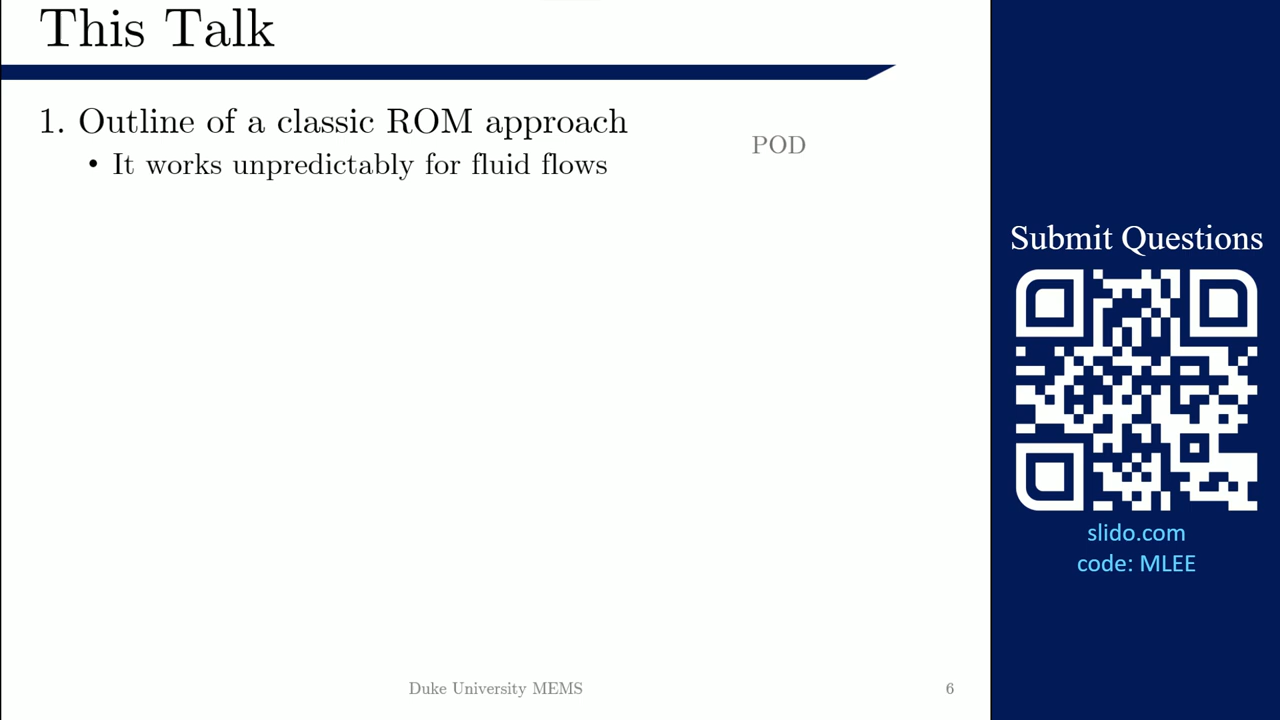 This Talk
1. Outline of a classic ROM approach
• It works unpredictably for fluid flows
POD
Submit Questions
slido.com
code: MLEE
Duke University MEMS
6